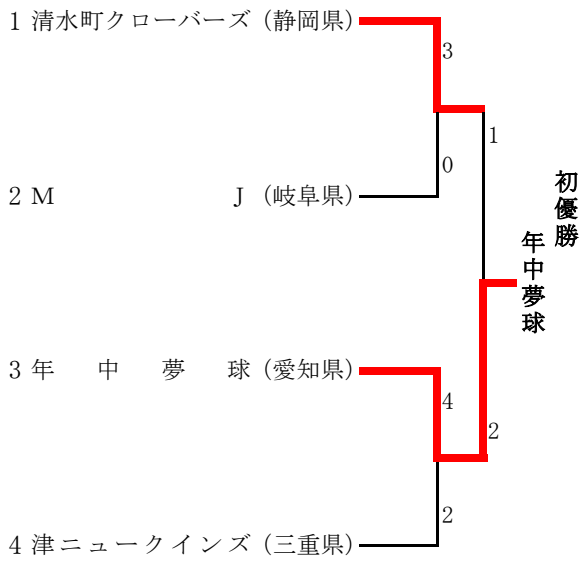 1 清水町クローバーズ (静岡県)
3
1
0
2 M J (岐阜県)
初優勝
年中夢球
3 年中夢球 (愛知県)
4
2
2
4 津ニュークインズ (三重県)